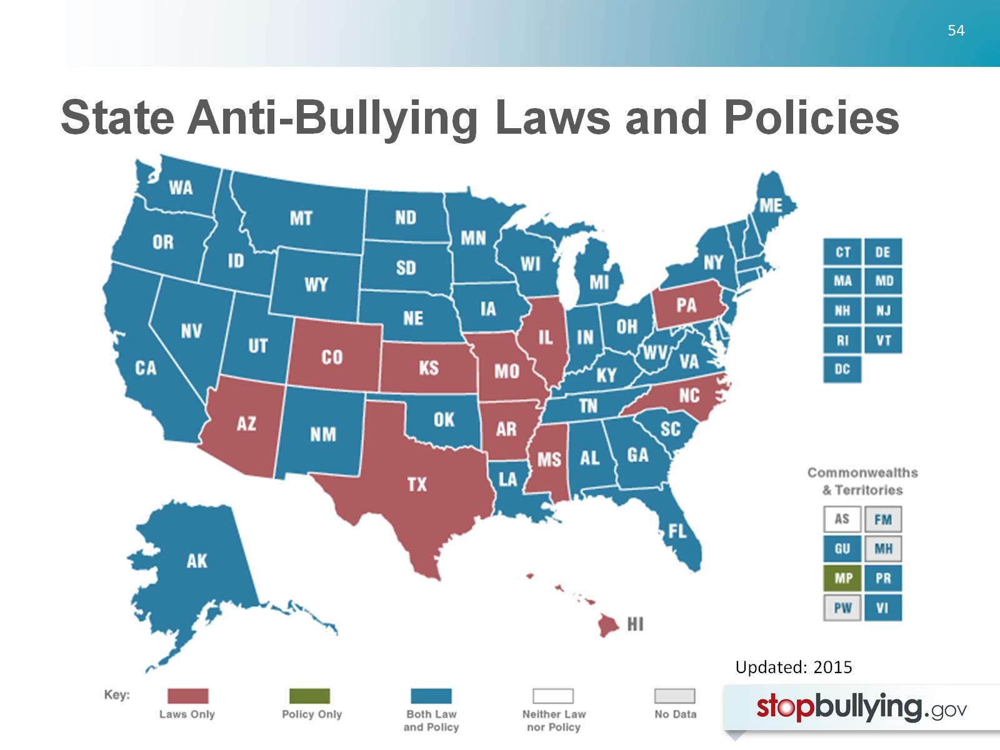 54
State Anti-Bullying Laws and Policies
WA
MT
ND
MN
ME
OR
ID
SD
WI
NY
WY
MI
CT DE
MA MD
NH NJ
RI VT
DC
IA
NE
PA
NV
UT
CO
KS
MO
IL
IN
OH
WV
VA
CA
KY
NC
TN
AZ
NM
OK
AR
SC
MS
AL
GA
TX
LA
FL
AK
HI
Commonwealths
& Territories
AS FM
GU MH
MP PR
PW VI
Updated: 2015
Key:
Laws Only
Policy Only
Both Law
and Policy
Neither Law
nor Policy
No Data
stopbullying.gov